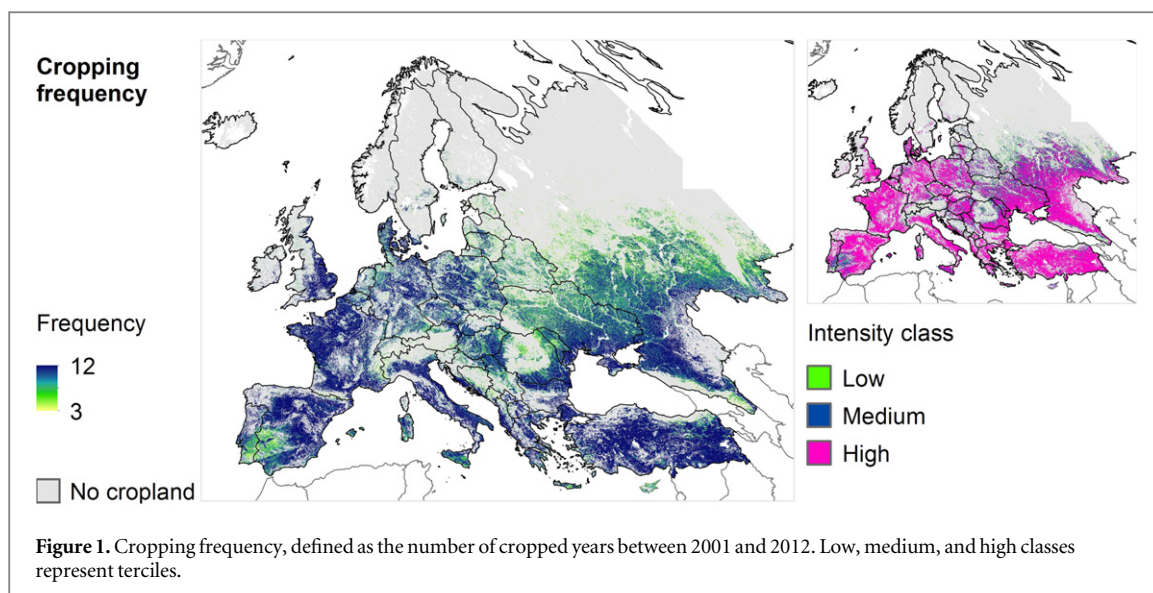 Cropping
frequency
Frequency
12
3
No cropland
Intensity class
Low
Medium
High
Figure 1. Cropping frequency, defined as the number of cropped years between 2001 and 2012. Low, medium, and high classes
represent terciles.